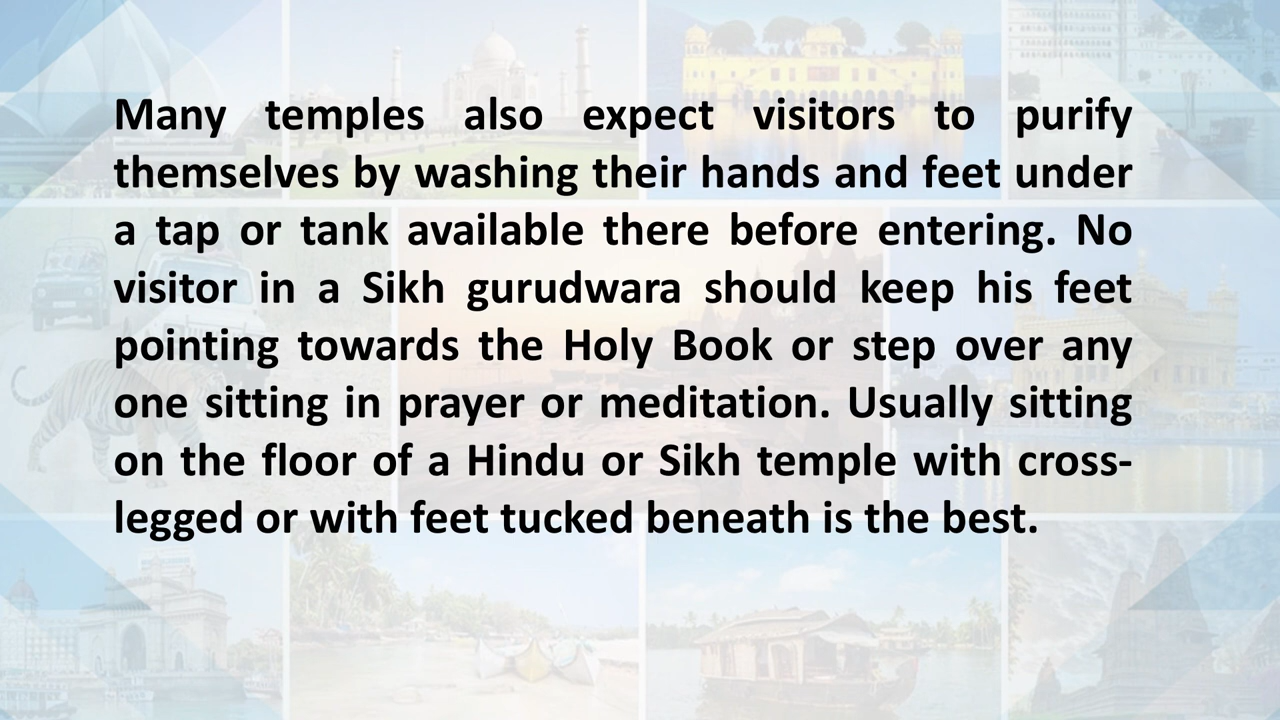 Many temples also expect visitors to purify
themselves by washing their hands and feet under
a tap or tank available there before entering. No
visitor in a Sikh gurudwara should keep his feet
pointing towards the Holy Book or step over any
one sitting in prayer or meditation. Usually sitting
on the floor of a Hindu or Sikh temple with cross-
legged or with feet tucked beneath is the best.